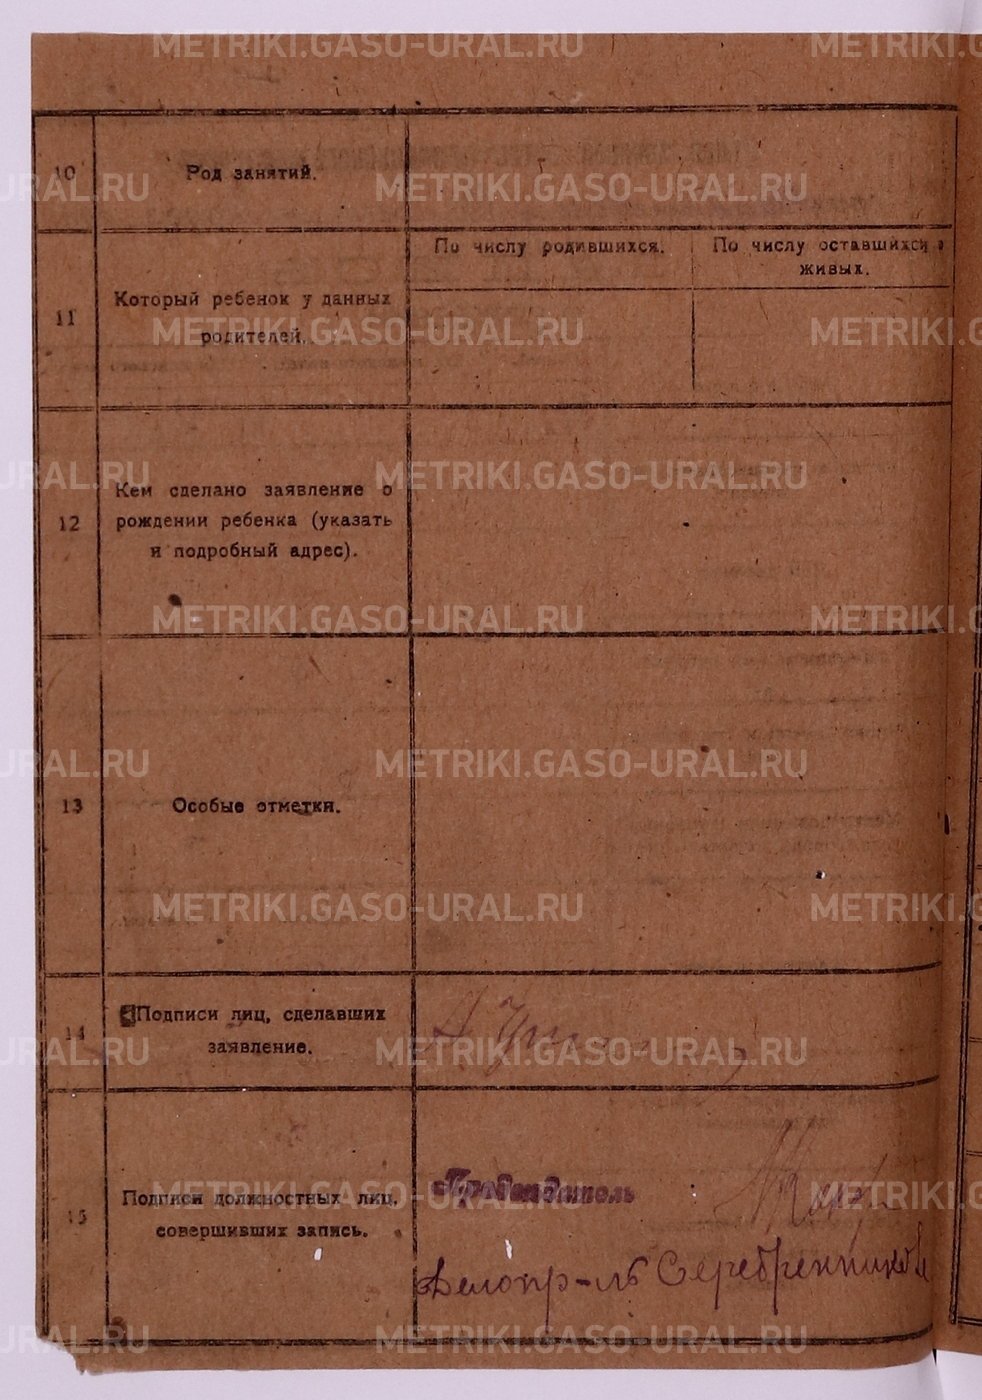 METRIKI.GASO-URAL.RU
10 Род занятий.
По числу родившихся. По числу оставшихся в
живых.
11 Который ребенок у данных
родителей.
12 Кем сделано заявление о
рождении ребенка (указать
и подробный адрес).
13 Особые отметки.
14 Подписи лиц, сделавших
заявление.
15 Подписи должностных лиц,
совершивших запись.
Председатель
Делопр-ль Серебренников